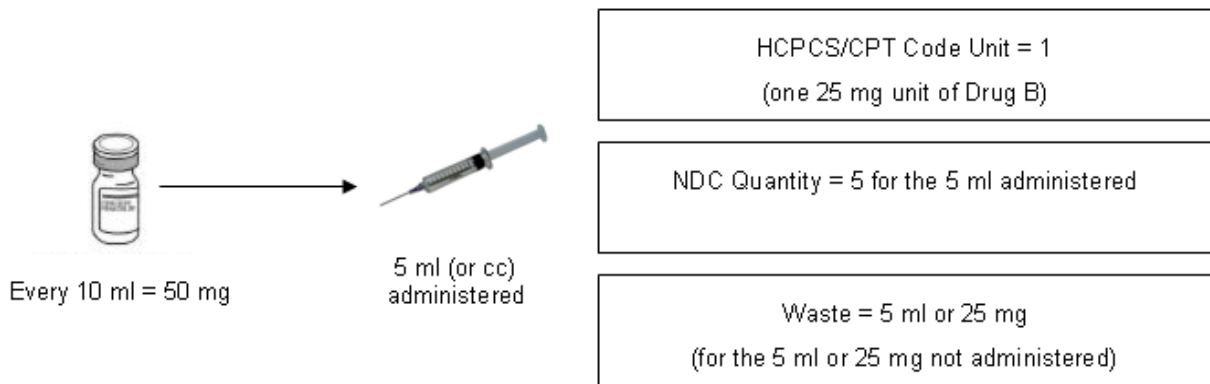 Every 10 ml = 50 mg
5 ml (or cc)
administered
HCPCS/CPT Code Unit = 1
(one 25 mg unit of Drug B)
NDC Quantity = 5 for the 5 ml administered
Waste = 5 ml or 25 mg
(for the 5 ml or 25 mg not administered)